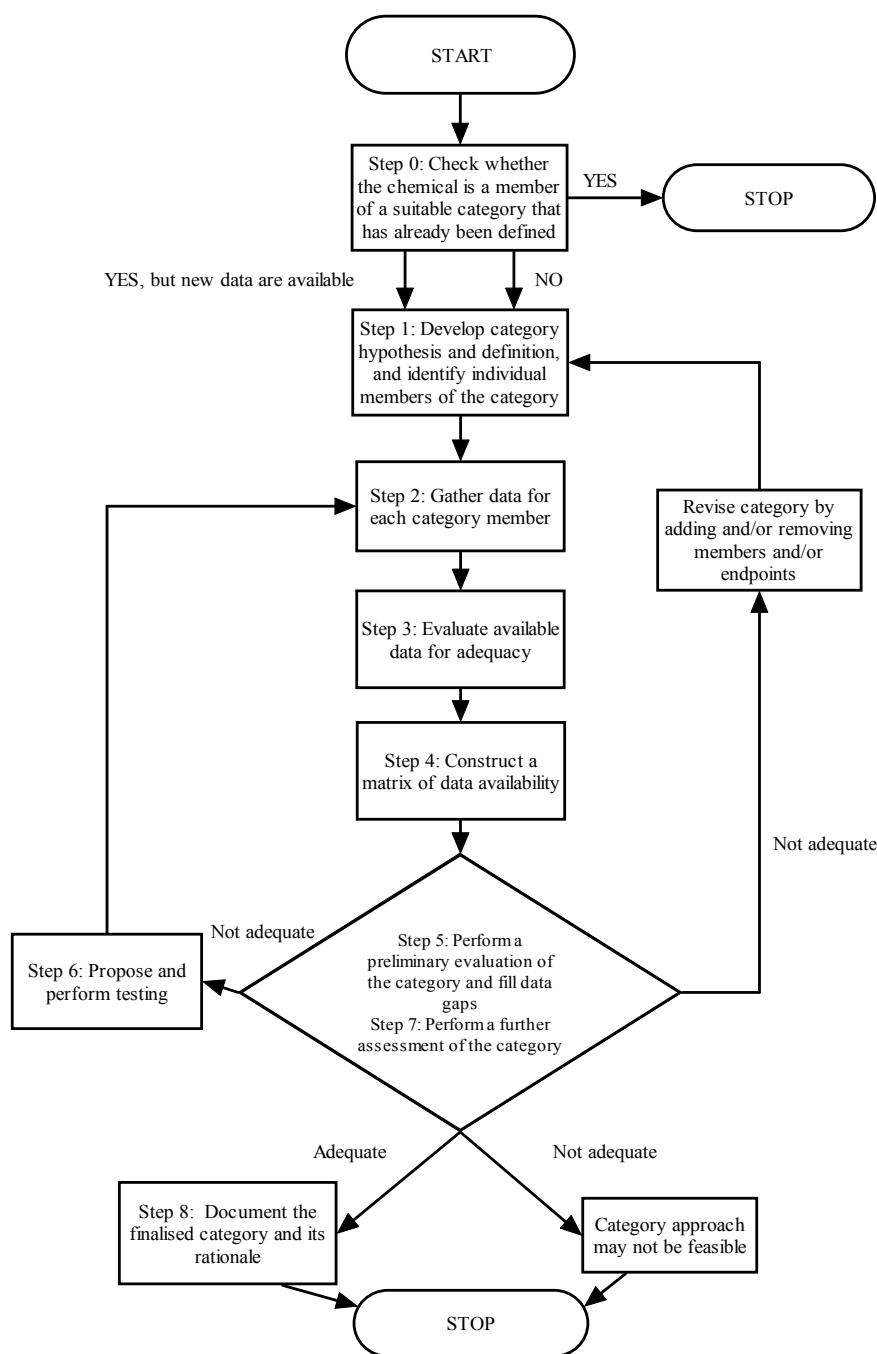 START
Step 0: Check whether
the chemical is a member
of a suitable category that
has already been defined
YES
STOP
YES, but new data are available
NO
Step 1: Develop category
hypothesis and definition,
and identify individual
members of the category
Step 2: Gather data for
each category member
Revise category by
adding and/or removing
members and/or
endpoints
Step 3: Evaluate available
data for adequacy
Step 4: Construct a
matrix of data availability
Not adequate
Not adequate
Step 5: Perform a
preliminary evaluation of
the category and fill data
gaps
Step 7: Perform a further
assessment of the category
Step 6: Propose and
perform testing
Adequate
Not adequate
Step 8:  Document the
finalised category and its
rationale
Category approach
may not be feasible
STOP